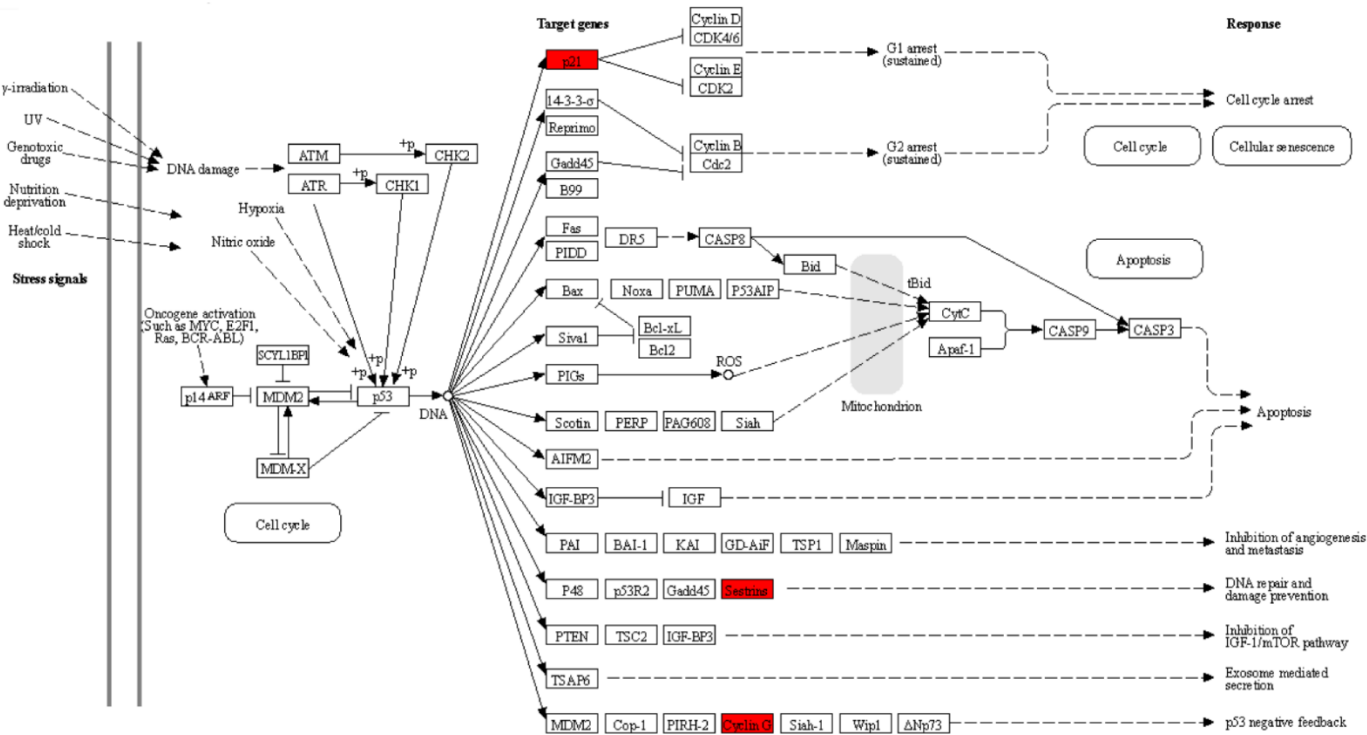 Target genes
Response
Cyclin D
CDK4/6
p21
G1 arrest
(sustained)
Cyclin E
CDK2
γ-irradiation
14-3-3-σ
Cell cycle arrest
UV
Reprimo
Genotoxic
drugs
ATM
+p
CHK2
Cyclin B
Cdc2
G2 arrest
(sustained)
Cell cycle
Cellular senescence
DNA damage
Gadd45
ATR
+p
CHK1
B99
Nutrition
deprivation
Hypoxia
Fas
PIDD
DR5
CASP8
Heat/cold
shock
Nitric oxide
Bid
Apoptosis
Stress signals
Bax
Noxa
PUMA
P53AIP
tBid
CytC
Oncogene activation
(Such as MYC, E2F1,
Ras, BCR-ABL)
Bcl-xL
Bcl2
Siva1
CASP9
CASP3
Apaf-1
SCYL1BP1
+p
+p
+p
ROS
PIGs
p14 ARF
MDM2
p53
DNA
Mitochondrion
Apoptosis
Scotin
PERP
PAG608
Siah
MDM-X
AIFM2
IGF-BP3
IGF
Cell cycle
PAI
BAI-1
KAI
GD-AiF
TSP1
Maspin
Inhibition of angiogenesis
and metastasis
P48
p53R2
Gadd45
Sestrins
DNA repair and
damage prevention
PTEN
TSC2
IGF-BP3
Inhibition of
IGF-1/mTOR pathway
TSAP6
Exosome mediated
secretion
MDM2
Cop-1
PIRH-2
Cyclin G
Siah-1
Wip1
ΔNp73
p53 negative feedback